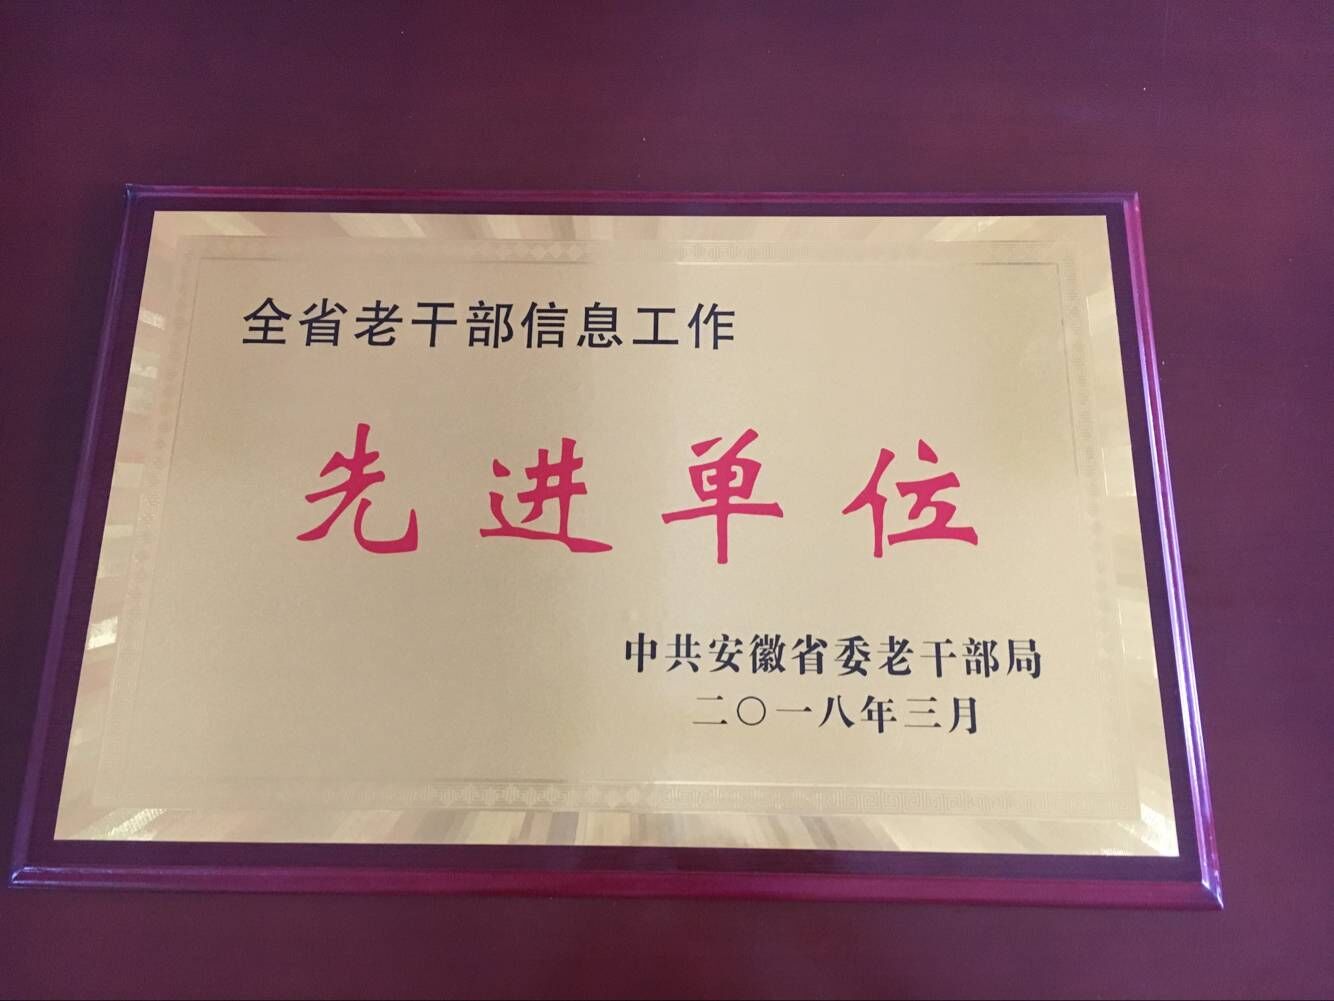 全省老干部信息工作
先进单位
中共安徽省委老干部局
二〇一八年三月